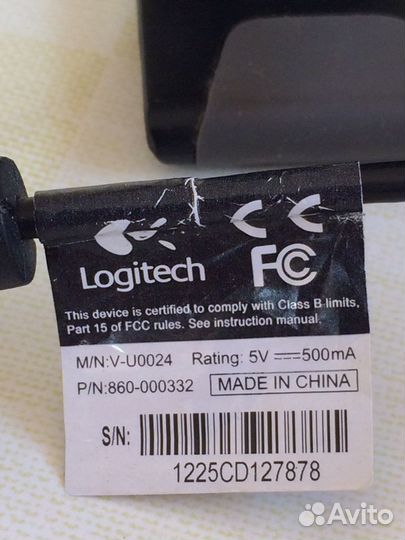 CE
Logitech FC
This device is certified to comply with Class B limits,
Part 15 of FCC rules. See instruction manual.
M/N:V-U0024 Rating: 5V ⎓500mA
P/N:860-000332 MADE IN CHINA
S/N:
1225CD127878
Avito